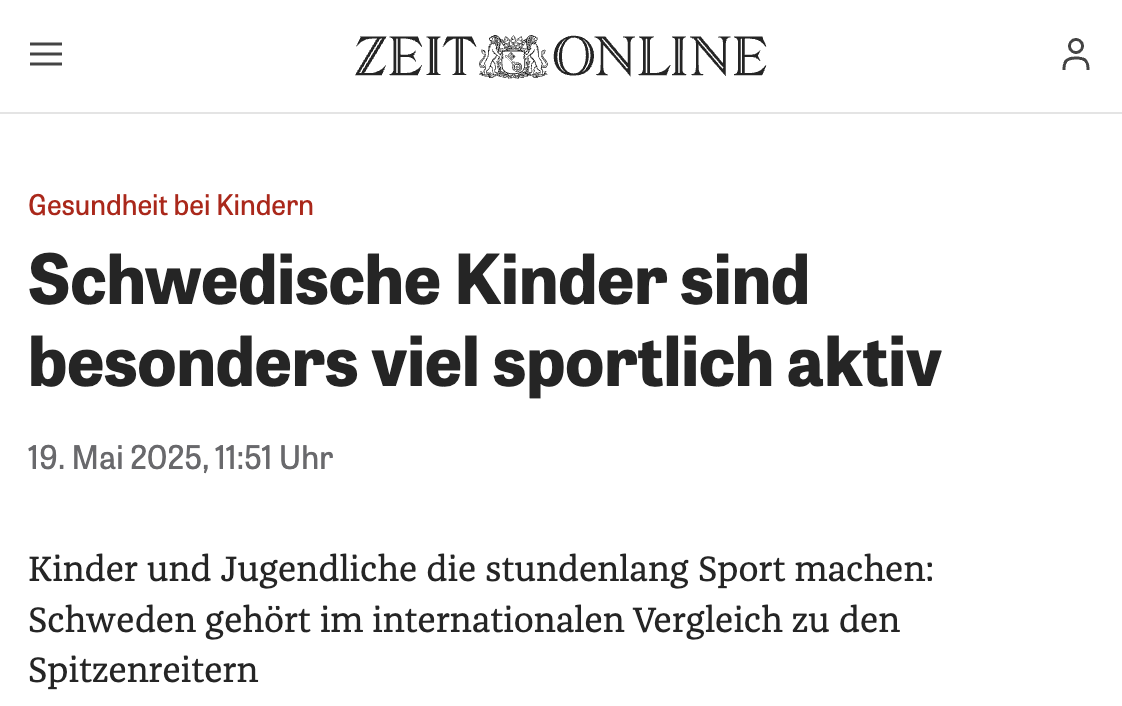 ZEIT ONLINE
Gesundheit bei Kindern
Schwedische Kinder sind
besonders viel sportlich aktiv
19. Mai 2025, 11:51 Uhr
Kinder und Jugendliche die stundenlang Sport machen:
Schweden gehört im internationalen Vergleich zu den
Spitzenreitern